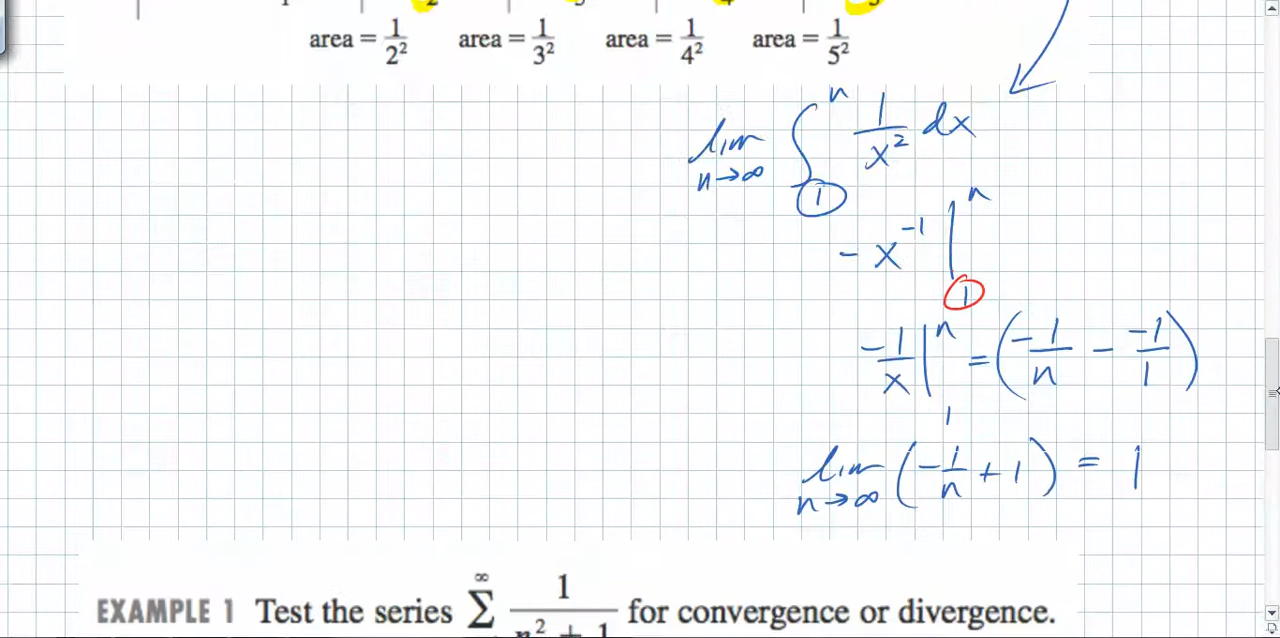 area = 1/2² area = 1/3² area = 1/4² area = 1/5²
lim n→∞ ∫₁ⁿ 1/x² dx
-x⁻¹ |₁ⁿ
-1/x |₁ⁿ = (-1/n - -1/1)
lim n→∞ (-1/n + 1) = 1
EXAMPLE 1 Test the series ∞ Σ 1/(n² + 1) for convergence or divergence.